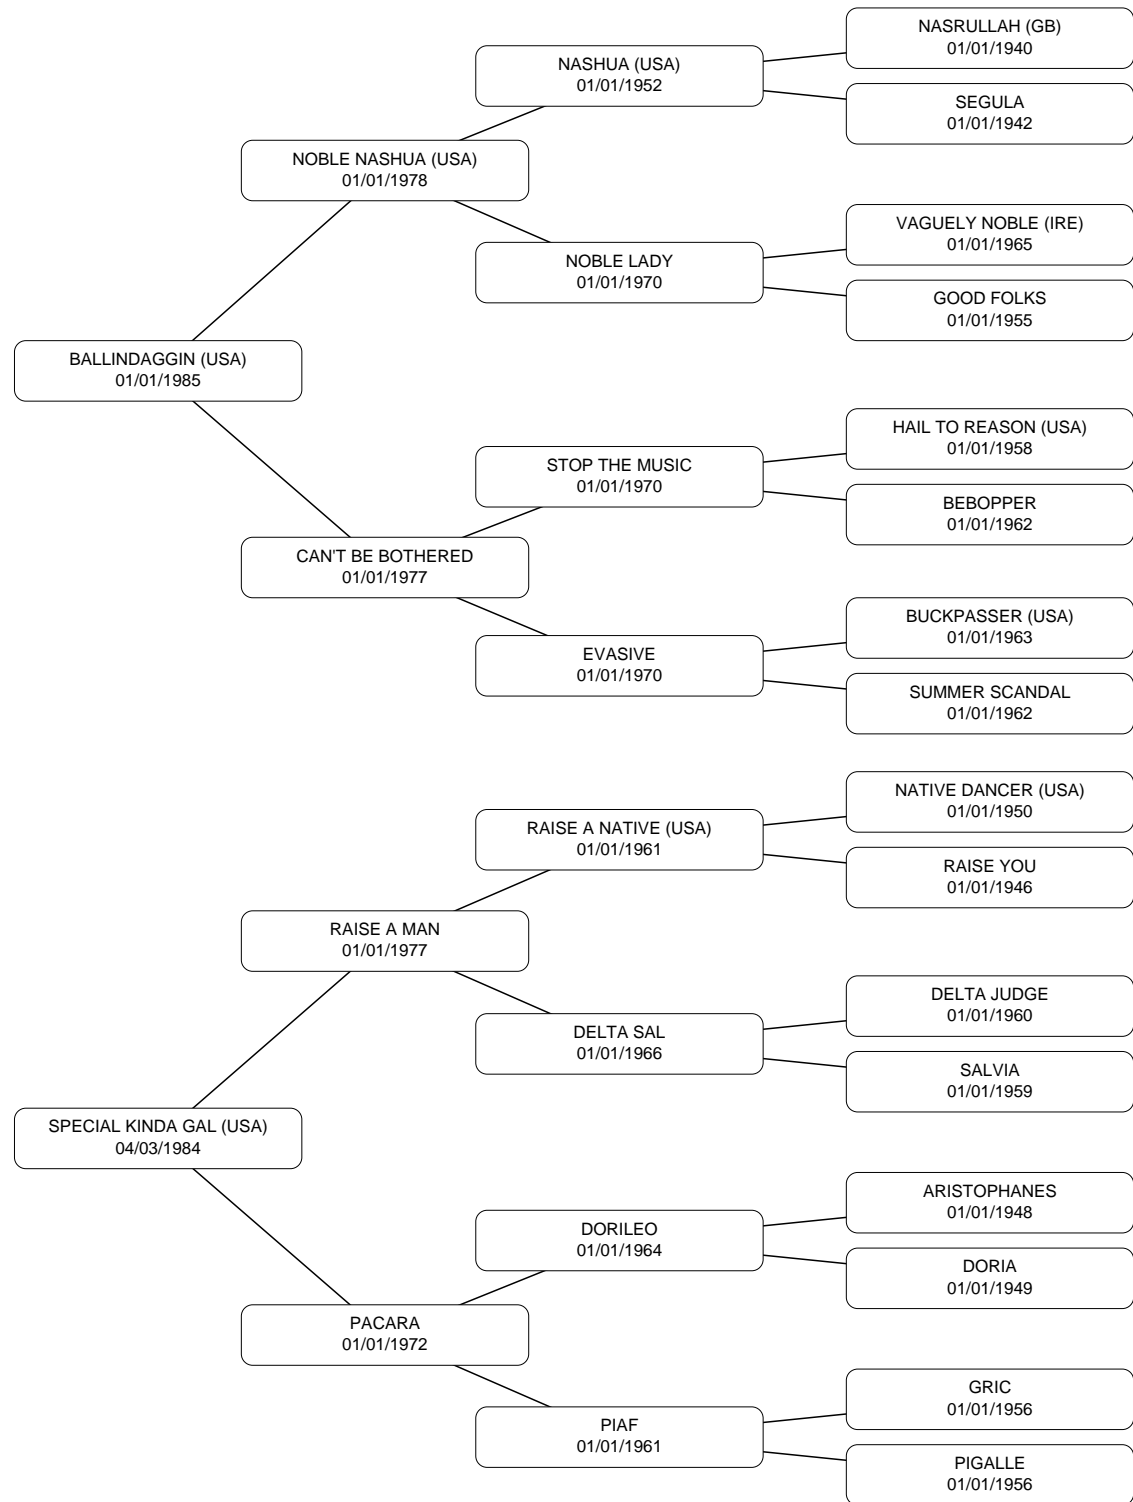 NASRULLAH (GB)
01/01/1940
NASHUA (USA)
01/01/1952
SEGULA
01/01/1942
NOBLE NASHUA (USA)
01/01/1978
VAGUELY NOBLE (IRE)
01/01/1965
NOBLE LADY
01/01/1970
GOOD FOLKS
01/01/1955
BALLINDAGGIN (USA)
01/01/1985
HAIL TO REASON (USA)
01/01/1958
STOP THE MUSIC
01/01/1970
BEBOPPER
01/01/1962
CAN'T BE BOTHERED
01/01/1977
BUCKPASSER (USA)
01/01/1963
EVASIVE
01/01/1970
SUMMER SCANDAL
01/01/1962
NATIVE DANCER (USA)
01/01/1950
RAISE A NATIVE (USA)
01/01/1961
RAISE YOU
01/01/1946
RAISE A MAN
01/01/1977
DELTA JUDGE
01/01/1960
DELTA SAL
01/01/1966
SALVIA
01/01/1959
SPECIAL KINDA GAL (USA)
04/03/1984
ARISTOPHANES
01/01/1948
DORILEO
01/01/1964
DORIA
01/01/1949
PACARA
01/01/1972
GRIC
01/01/1956
PIAF
01/01/1961
PIGALLE
01/01/1956